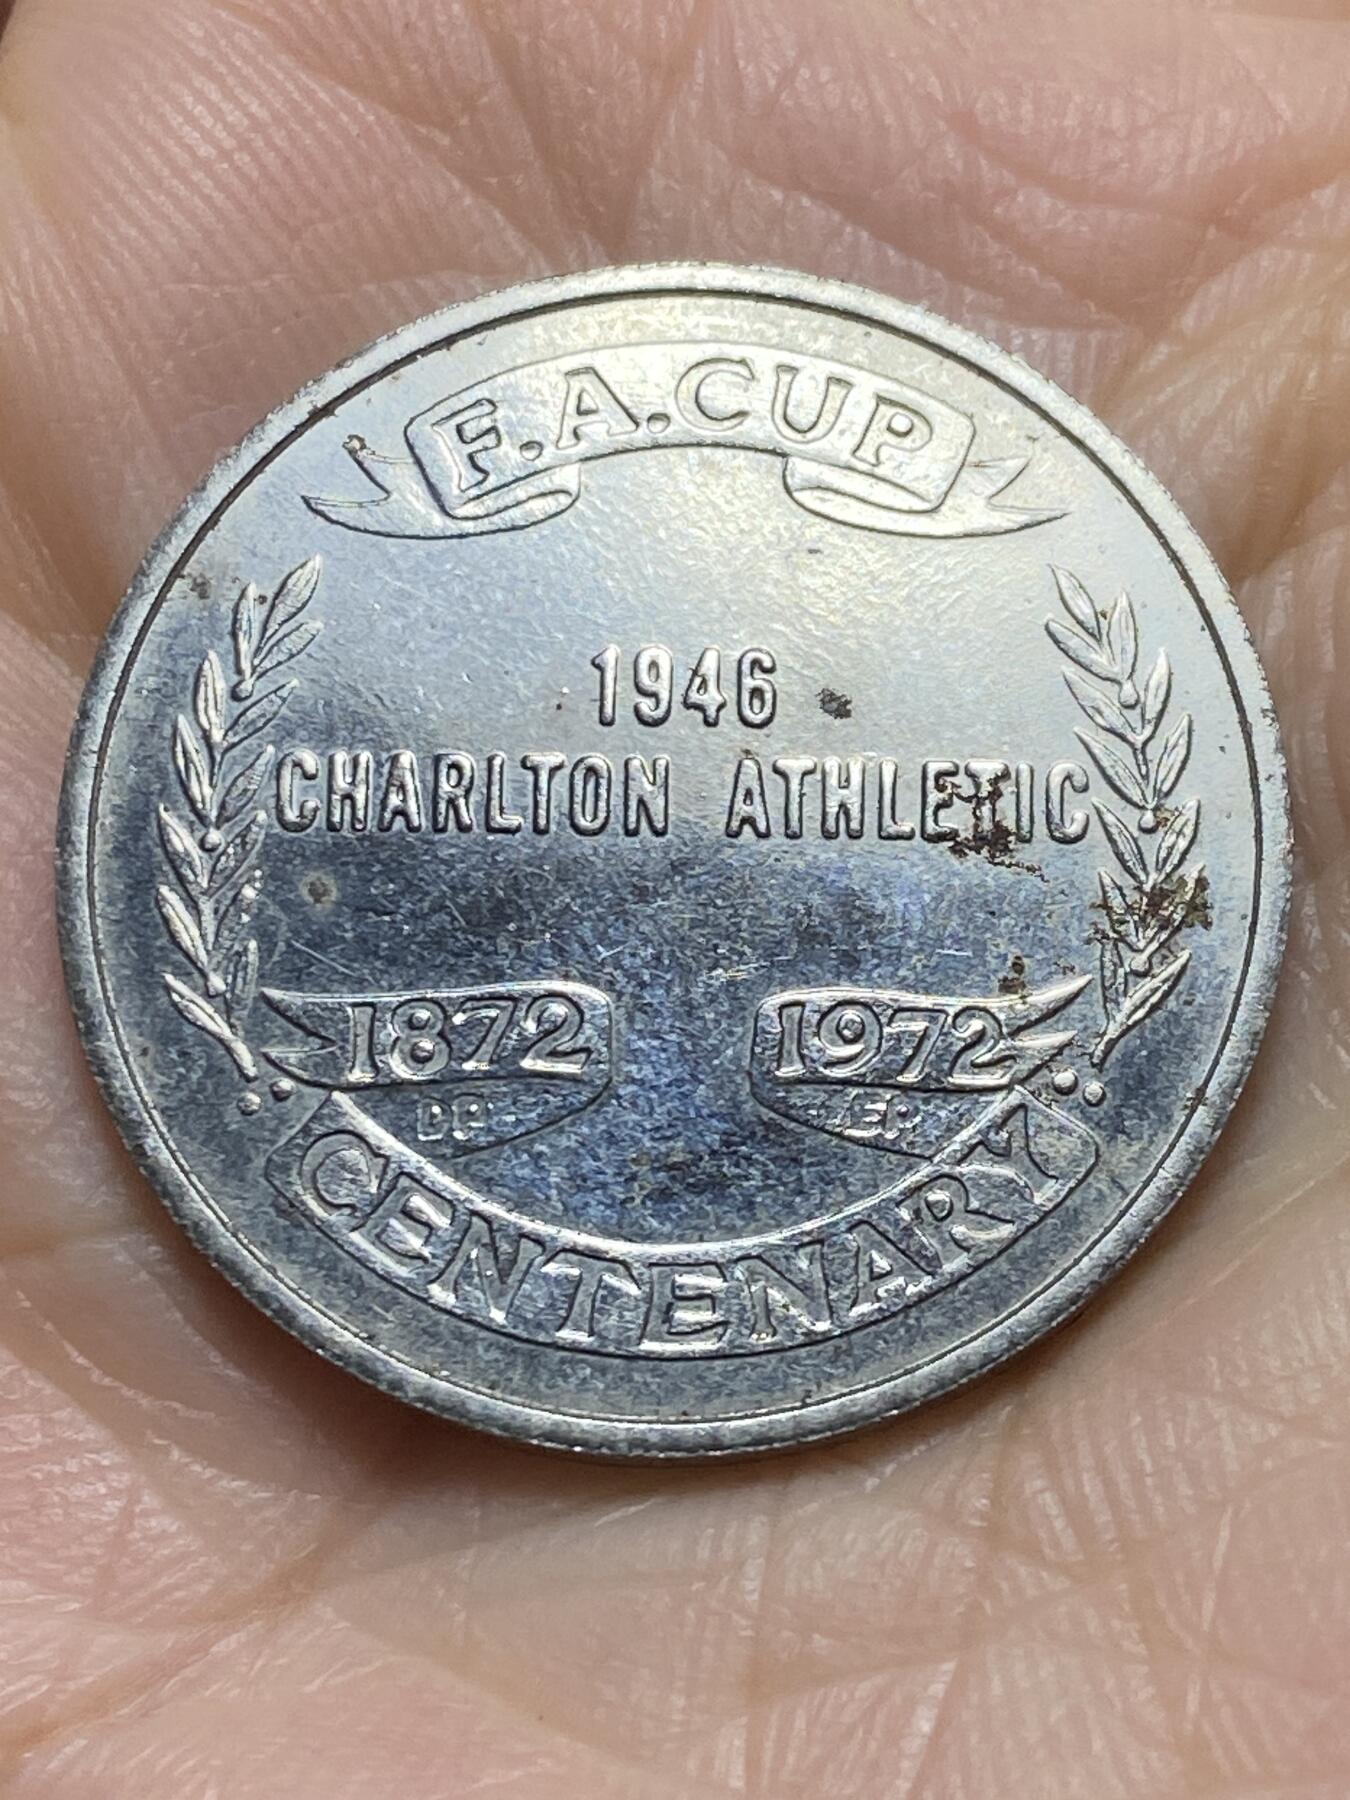 F.A.CUP
1946
CHARLTON ATHLETIC
1872 1972
CENTENARY